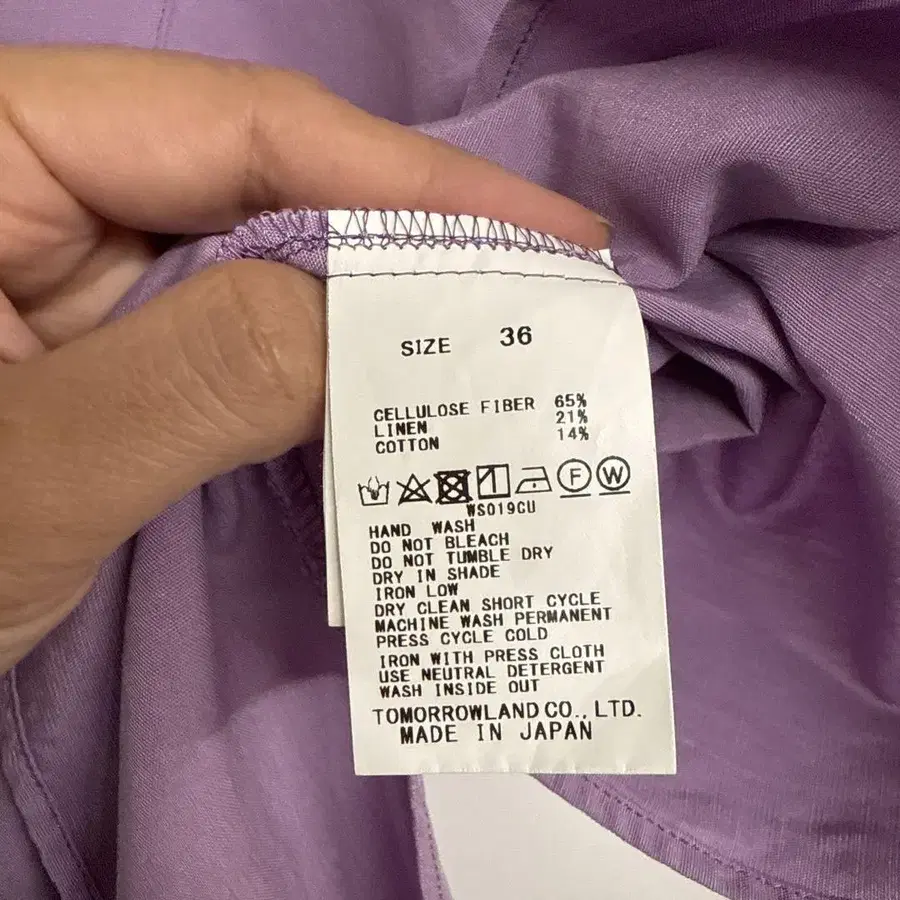 SIZE 36
CELLULOSE FIBER 65%
LINEN 21%
COTTON 14%
F W
WS019CU
HAND WASH
DO NOT BLEACH
DO NOT TUMBLE DRY
DRY IN SHADE
IRON LOW
DRY CLEAN SHORT CYCLE
MACHINE WASH PERMANENT
PRESS CYCLE COLD
IRON WITH PRESS CLOTH
USE NEUTRAL DETERGENT
WASH INSIDE OUT
TOMORROWLAND CO., LTD.
MADE IN JAPAN